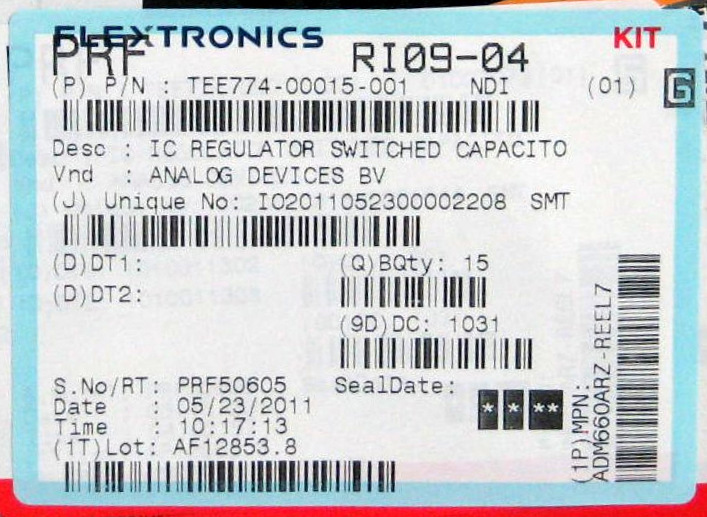 FLEXTRONICS KIT
PRF RI09-04
(P) P/N : TEE774-00015-001 NDI (01) G
Desc : IC REGULATOR SWITCHED CAPACITO
Vnd : ANALOG DEVICES BV
(J) Unique No: IO2011052300002208 SMT
(D)DT1: (Q)BQty: 15
(D)DT2:
(9D)DC: 1031
S.No/RT: PRF50605 SealDate:
Date : 05/23/2011 * * **
Time : 10:17:13
(1T)Lot: AF12853.8
(1P)MPN:
ADM660ARZ-REEL7